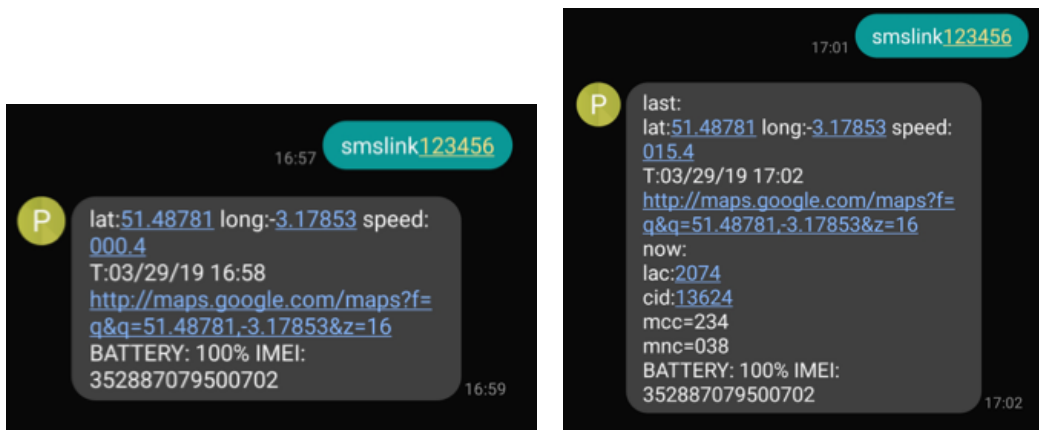 smslink123456
16:57
P
lat:51.48781 long:-3.17853 speed:
000.4
T:03/29/19 16:58
http://maps.google.com/maps?f=
q&q=51.48781,-3.17853&z=16
BATTERY: 100% IMEI:
352887079500702
16:59
smslink123456
17:01
P
last:
lat:51.48781 long:-3.17853 speed:
015.4
T:03/29/19 17:02
http://maps.google.com/maps?f=
q&q=51.48781,-3.17853&z=16
now:
lac:2074
cid:13624
mcc=234
mnc=038
BATTERY: 100% IMEI:
352887079500702
17:02